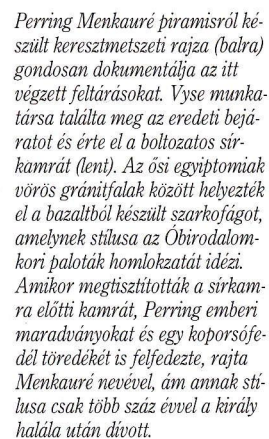 Perring Menkauré piramisról ké-
szült keresztmetszeti rajza (balra)
gondosan dokumentálja az itt
végzett feltárásokat. Vyse munka-
társa találta meg az eredeti bejá-
ratot és érte el a boltozatos sír-
kamrát (lent). Az ősi egyiptomiak
vörös gránitfalak között helyezték
el a bazaltból készült szarkofágot,
amelynek stílusa az Óbirodalom-
kori paloták homlokzatát idézi.
Amikor megtisztították a sírkam-
ra előtti kamrát, Perring emberi
maradványokat és egy koporsófe-
dél töredékét is felfedezte, rajta
Menkauré nevével, ám annak stí-
lusa csak több száz évvel a király
halála után dívott.